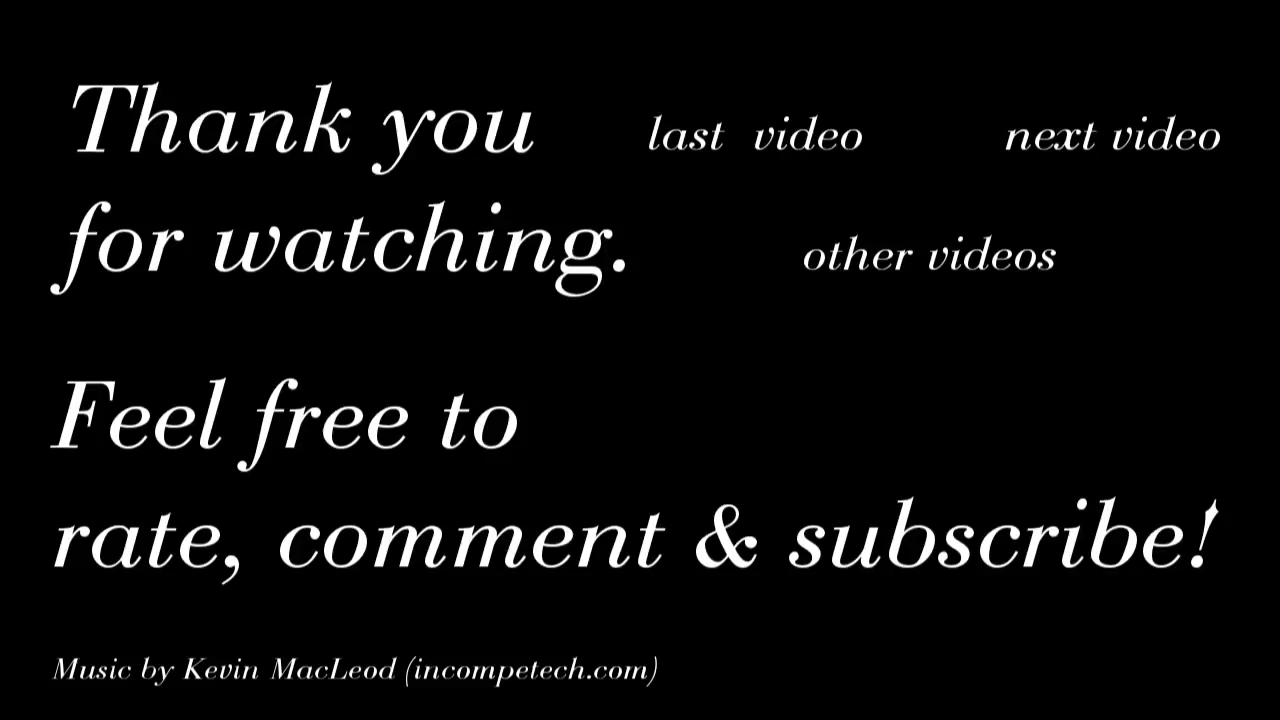 Thank you
for watching.
last video
next video
other videos
Feel free to
rate, comment & subscribe!
Music by Kevin MacLeod (incompetech.com)